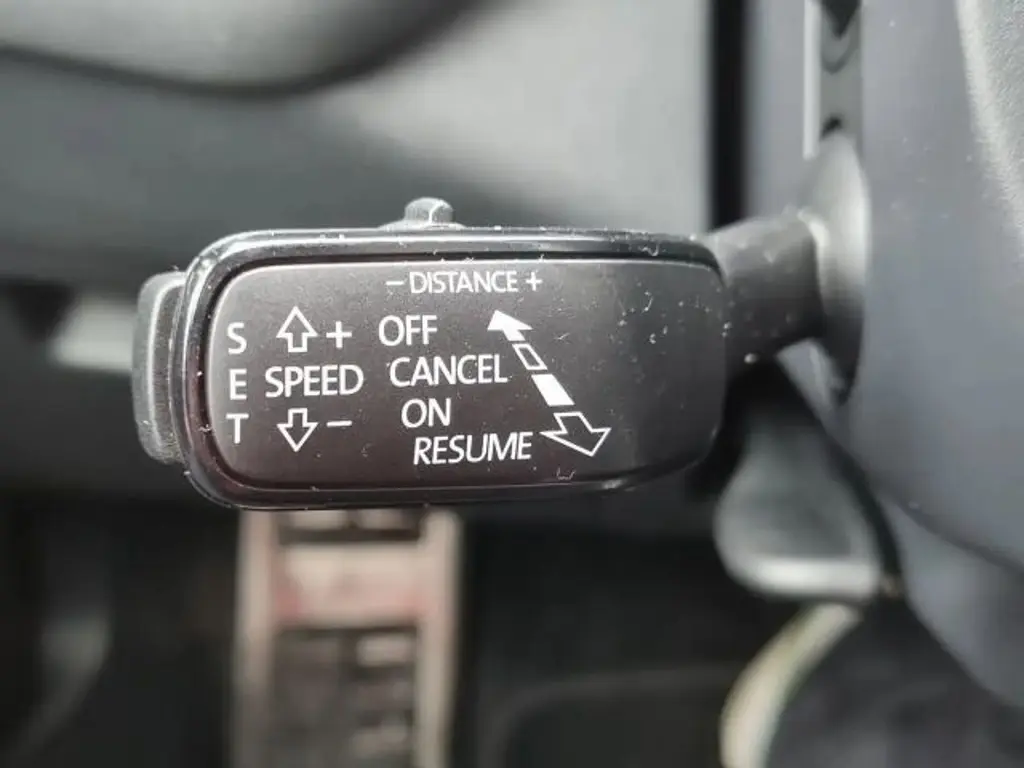 − DISTANCE +
S + OFF
E SPEED CANCEL
T − ON
RESUME